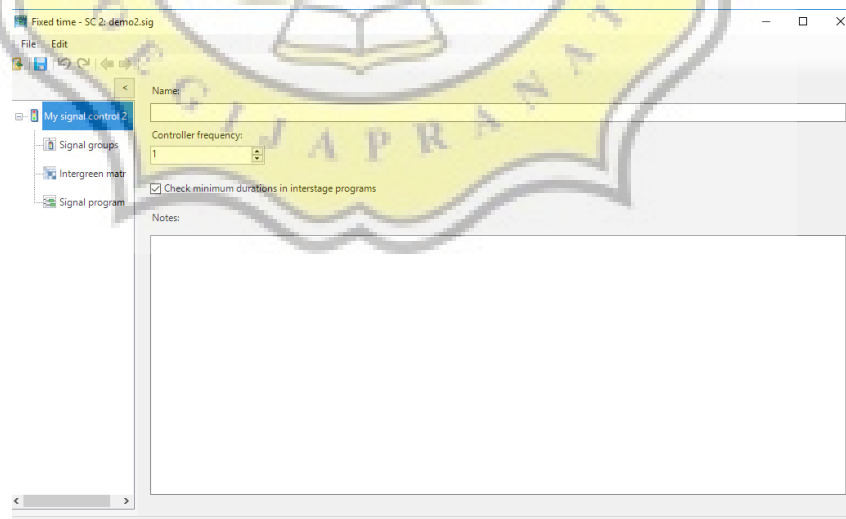 Fixed time - SC 2: demo2.sig
File Edit
<
Name:
My signal control 2
Controller frequency:
Signal groups
1
Intergreen matr
Check minimum durations in interstage programs
Signal program
Notes:
GIJAPRANAT